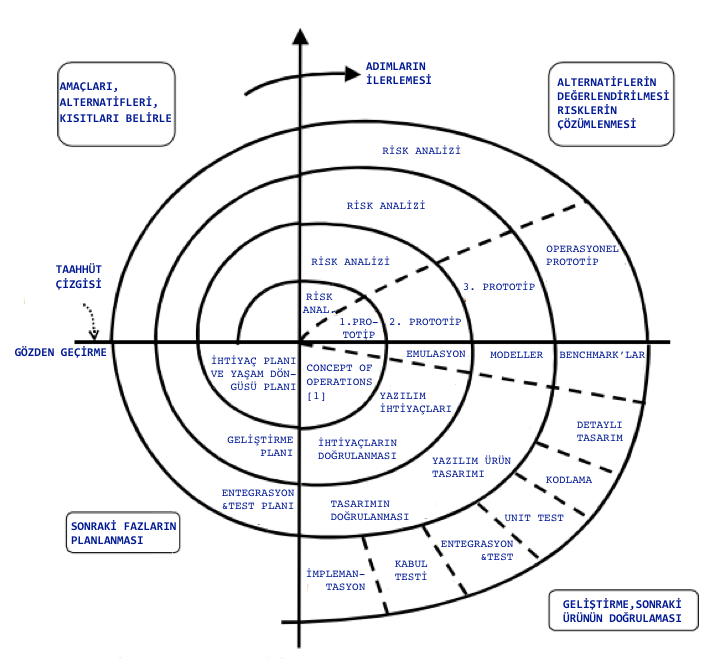 ADIMLARIN
İLERLEMESİ
AMAÇLARI,
ALTERNATİFLERİ,
KISITLARI BELİRLE
ALTERNATİFLERİN
DEĞERLENDİRİLMESİ
RISKLERIN
ÇÖZÜMLENMESİ
RİSK ANALİZİ
RİSK ANALİZİ
RİSK ANALİZİ
RİSK
ANAL.
OPERASYONEL
PROTOTİP
3. PROTOTİP
2. PROTOTİP
1.PRO-
TOTİP
TAAHHÜT
ÇİZGİSİ
GÖZDEN GEÇİRME
EMULASYON
MODELLER
BENCHMARK'LAR
İHTİYAÇ PLANI
VE YAŞAM DÖN-
GÜSÜ PLANI
CONCEPT OF
OPERATIONS
[1]
YAZILIM
İHTİYAÇLARI
DETAYLI
TASARIM
GELİŞTİRME
PLANI
İHTİYAÇLARIN
DOĞRULANMASI
YAZILIM ÜRÜN
TASARIMI
KODLAMA
ENTEGRASYON
&TEST PLANI
TASARIMIN
DOĞRULANMASI
UNIT TEST
SONRAKİ FAZLARIN
PLANLANMASI
ENTEGRASYON
&TEST
KABUL
TESTİ
İMPLEMAN-
TASYON
GELİŞTİRME,SONRAKİ
ÜRÜNÜN DOĞRULAMASI